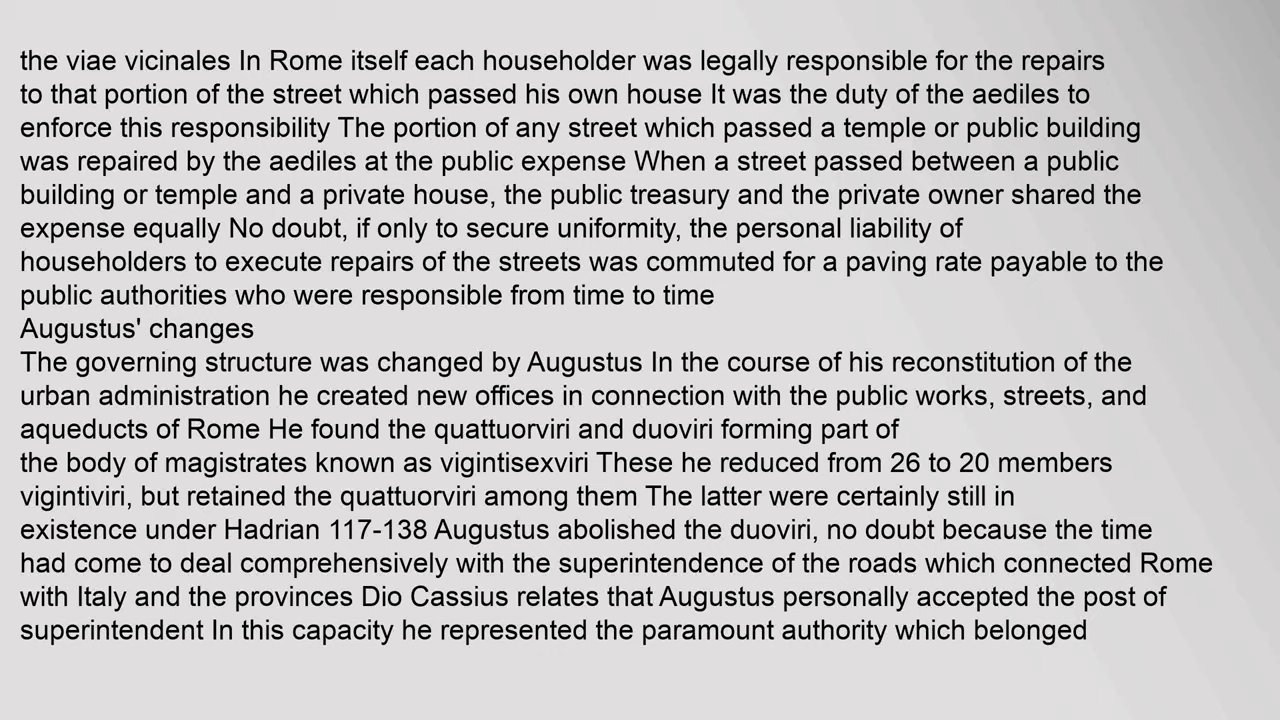 the viae vicinales In Rome itself each householder was legally responsible for the repairs
to that portion of the street which passed his own house It was the duty of the aediles to
enforce this responsibility The portion of any street which passed a temple or public building
was repaired by the aediles at the public expense When a street passed between a public
building or temple and a private house, the public treasury and the private owner shared the
expense equally No doubt, if only to secure uniformity, the personal liability of
householders to execute repairs of the streets was commuted for a paving rate payable to the
public authorities who were responsible from time to time
Augustus' changes
The governing structure was changed by Augustus In the course of his reconstitution of the
urban administration he created new offices in connection with the public works, streets, and
aqueducts of Rome He found the quattuorviri and duoviri forming part of
the body of magistrates known as vigintisexviri These he reduced from 26 to 20 members
vigintiviri, but retained the quattuorviri among them The latter were certainly still in
existence under Hadrian 117-138 Augustus abolished the duoviri, no doubt because the time
had come to deal comprehensively with the superintendence of the roads which connected Rome
with Italy and the provinces Dio Cassius relates that Augustus personally accepted the post of
superintendent In this capacity he represented the paramount authority which belonged